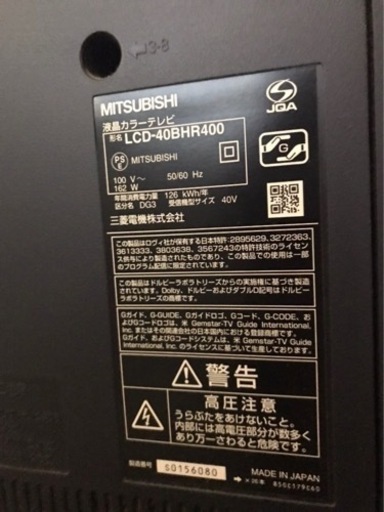 3-8
MITSUBISHI
液晶カラーテレビ
形名 LCD-40BHR400
JQA
PS
E
MITSUBISHI
G
100 V～ 50/60 Hz
162 W
年間消費電力量 126 kWh/年
区分名 DG3 受信機型サイズ 40V
三菱電機株式会社
この製品はロヴィ社が保有する日本特許:2895629、3272363、
3613333、3803638、3567243の特許技術のライセン
ス供与により製造されたもので、この製品での使用は一部
のプログラムに制限されています。
この製品はドルビーラボラトリーズからの実施権に基づき製造さ
れています。Dolby、ドルビーおよびダブルD記号はドルビーラ
ボラトリーズの商標です。
Gガイド、G-GUIDE、Gガイドロゴ、Gコード、G-CODE、およ
びGコードロゴは、米 Gemstar-TV Guide International,
Inc. またはその関連会社の日本国内における登録商標です。
Gガイド、およびGコードシステムは、米 Gemstar-TV Guide
International, Inc. のライセンスに基づいて生産しております。
警告
高圧注意
うらぶたをあけないこと。
内部には高電圧部分が数多く
あり万一さわると危険です。
製造番号 SQ156080
MADE IN JAPAN